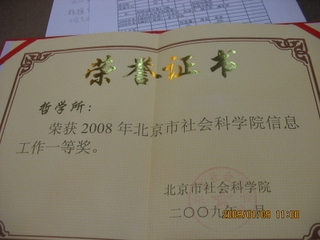 荣誉证书
哲学所：
荣获2008年北京市社会科学院信息
工作一等奖。
北京市社会科学院
二〇〇九年 月